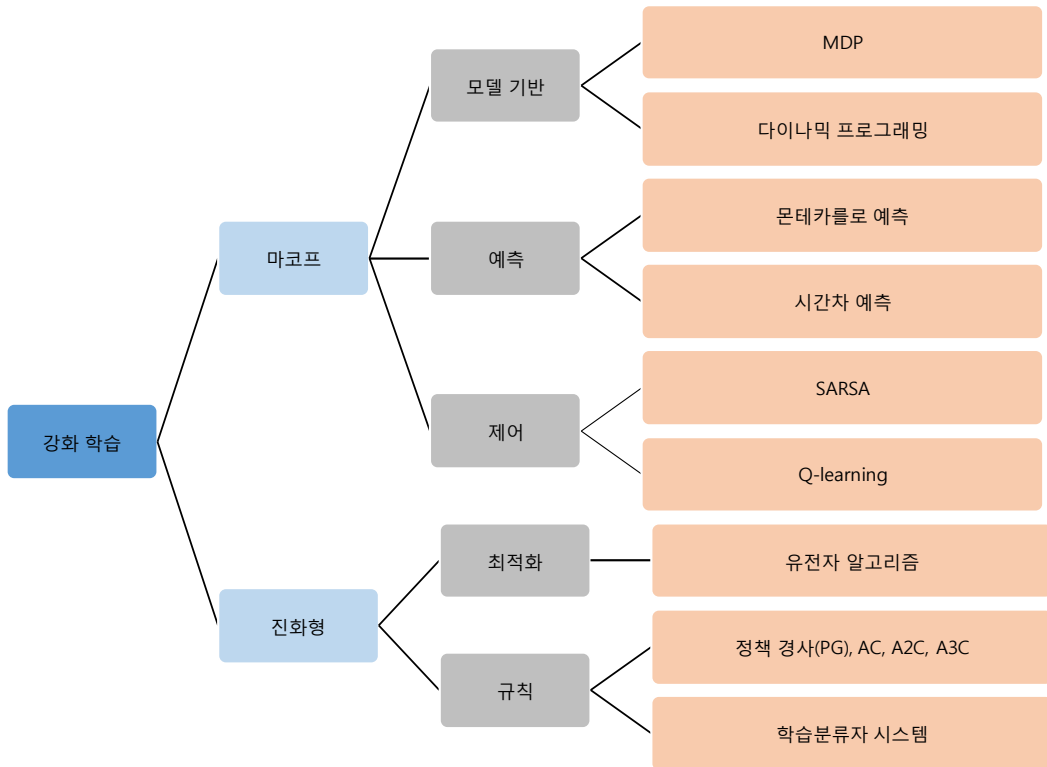 강화 학습
마코프
모델 기반
MDP
다이나믹 프로그래밍
예측
몬테카를로 예측
시간차 예측
제어
SARSA
Q-learning
진화형
최적화
유전자 알고리즘
규칙
정책 경사(PG), AC, A2C, A3C
학습분류자 시스템